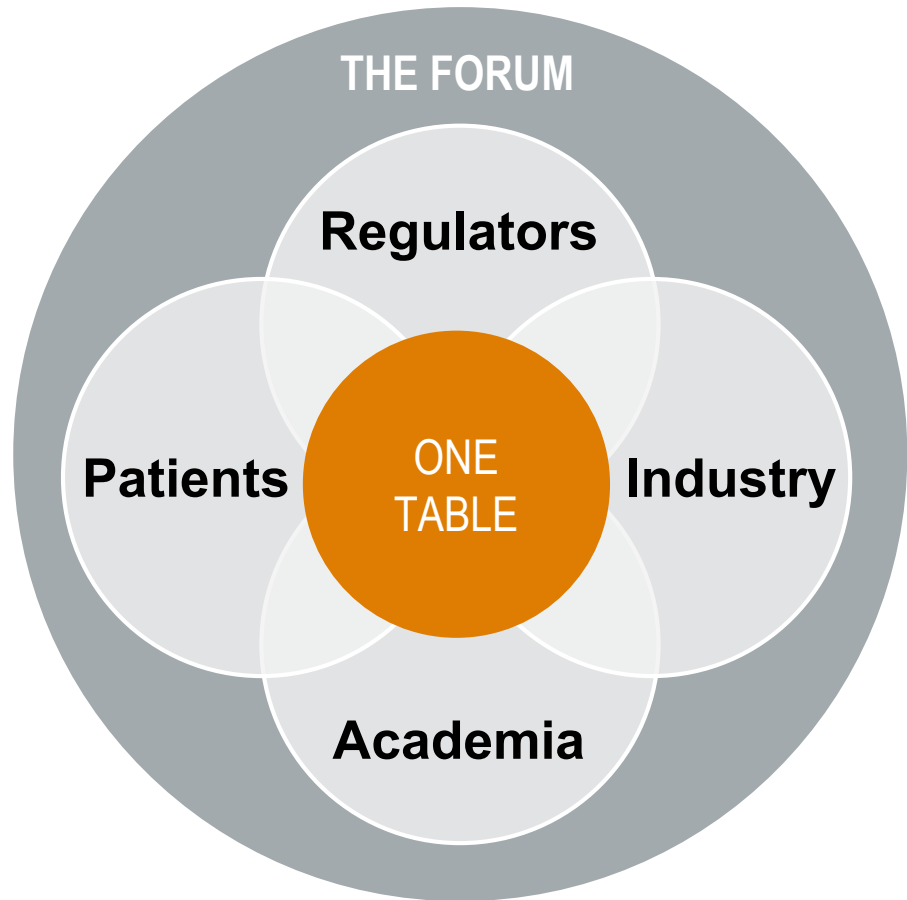 THE FORUM
Regulators
Patients
ONE
TABLE
Industry
Academia